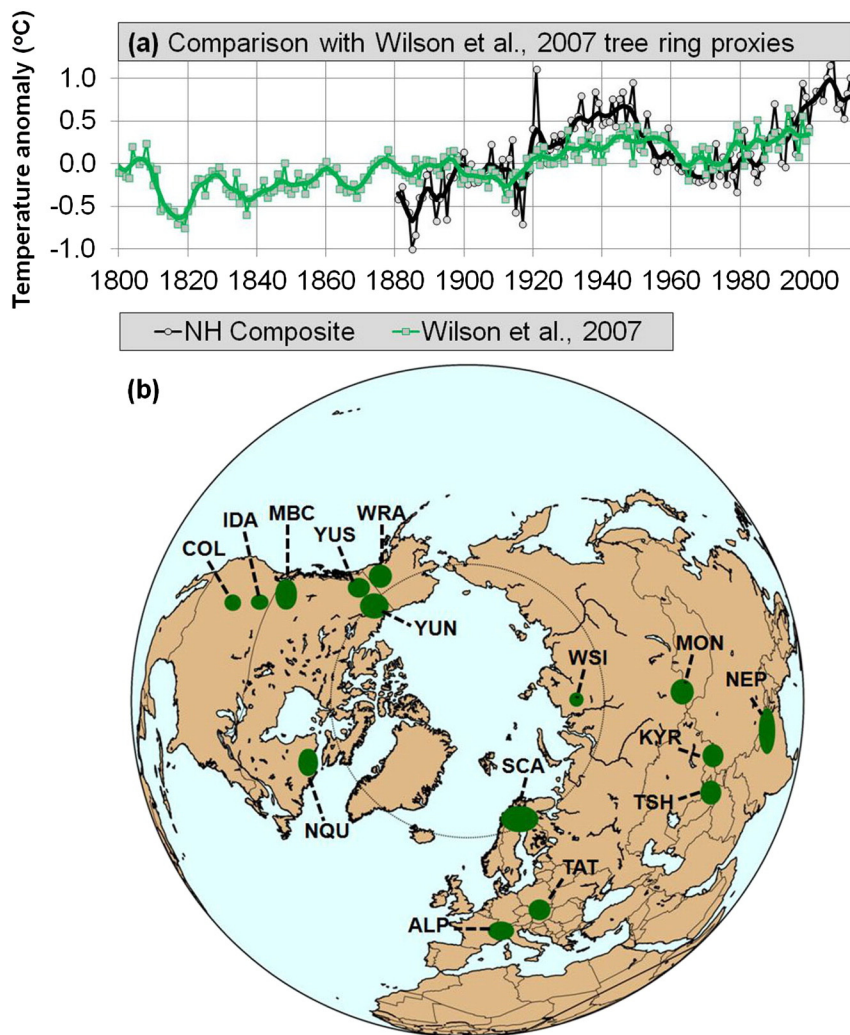 (a) Comparison with Wilson et al., 2007 tree ring proxies
Temperature anomaly (ºC)
1.0
0.5
0.0
-0.5
-1.0
1800 1820 1840 1860 1880 1900 1920 1940 1960 1980 2000
NH Composite Wilson et al., 2007
(b)
WRA
MBC
YUS
IDA
COL
YUN
WSI
MON
NEP
KYR
SCA
TSH
NQU
TAT
ALP